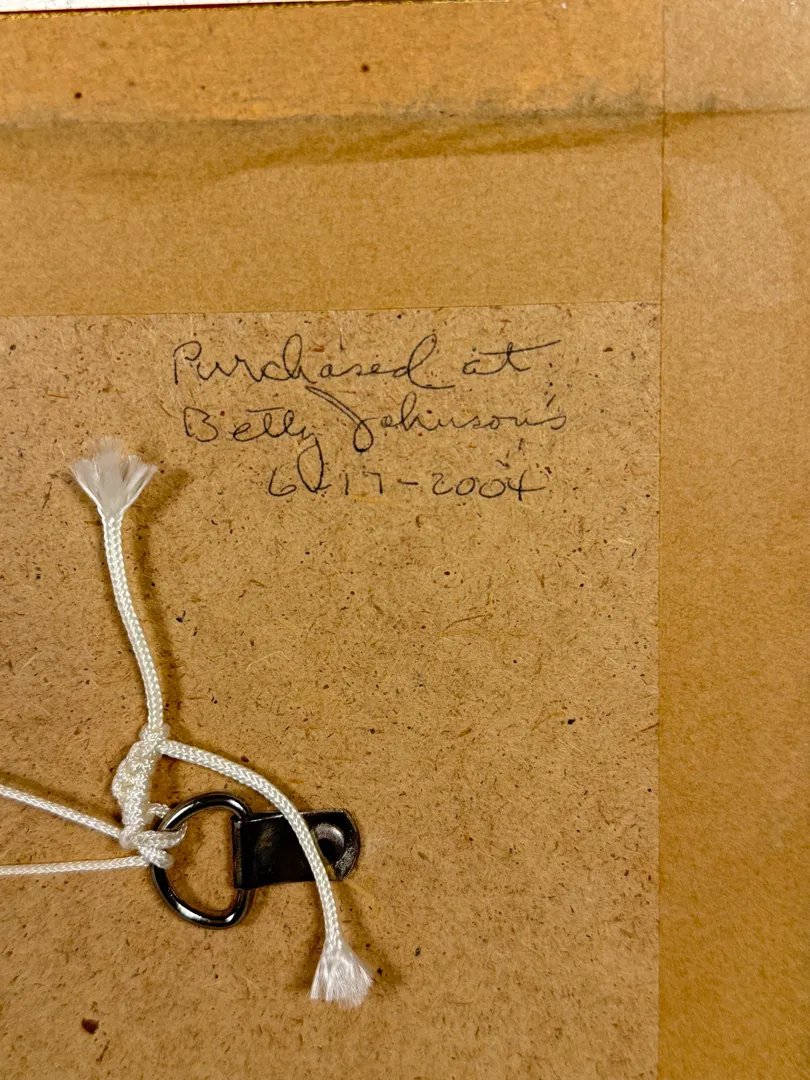 Purchased at
Betty Johnson's
6-17-2004